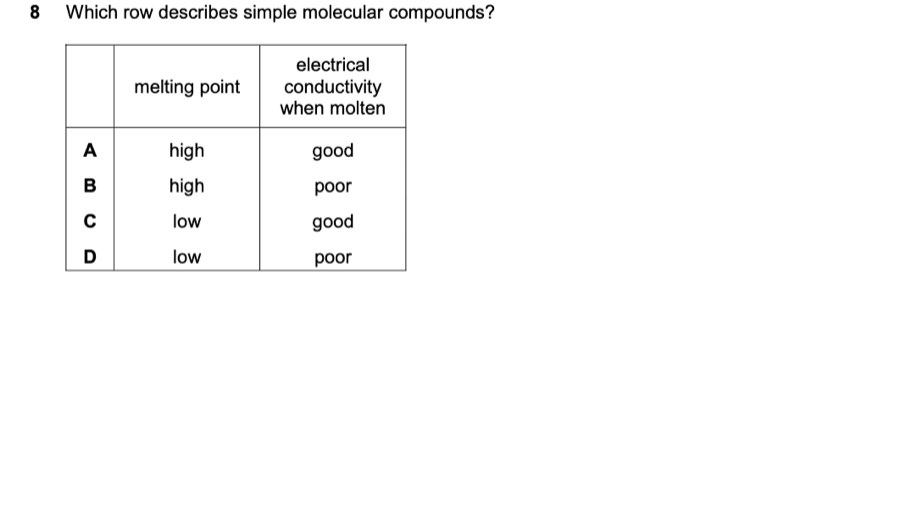 8 Which row describes simple molecular compounds?
melting point
electrical
conductivity
when molten
A high good
B high poor
C low good
D low poor